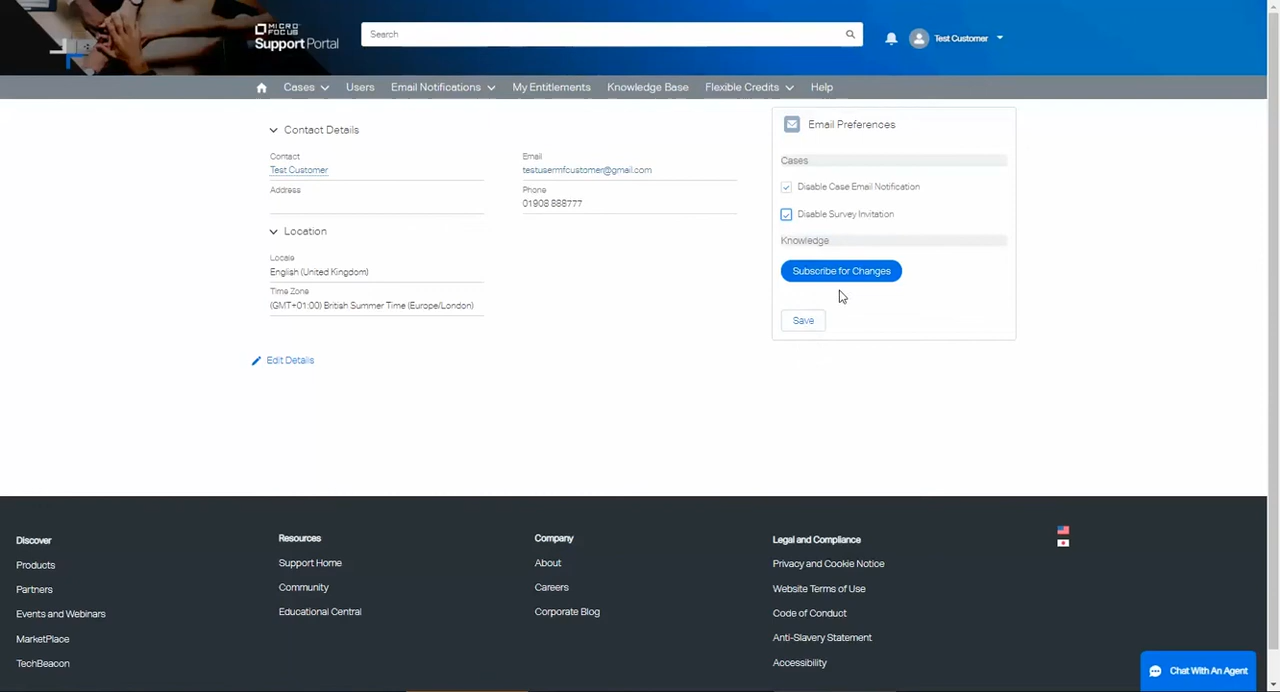 MICRO
FOCUS
Support Portal
Search
Test Customer
Cases
Users
Email Notifications
My Entitlements
Knowledge Base
Flexible Credits
Help
Contact Details
Contact
Test Customer
Address
Email
testusermfcustomer@gmail.com
Phone
01908 888777
Location
Locale
English (United Kingdom)
Time Zone
(GMT+01:00) British Summer Time (Europe/London)
Edit Details
Email Preferences
Cases
Disable Case Email Notification
Disable Survey Invitation
Knowledge
Subscribe for Changes
Save
Discover
Products
Partners
Events and Webinars
MarketPlace
TechBeacon
Resources
Support Home
Community
Educational Central
Company
About
Careers
Corporate Blog
Legal and Compliance
Privacy and Cookie Notice
Website Terms of Use
Code of Conduct
Anti-Slavery Statement
Accessibility
Chat With An Agent